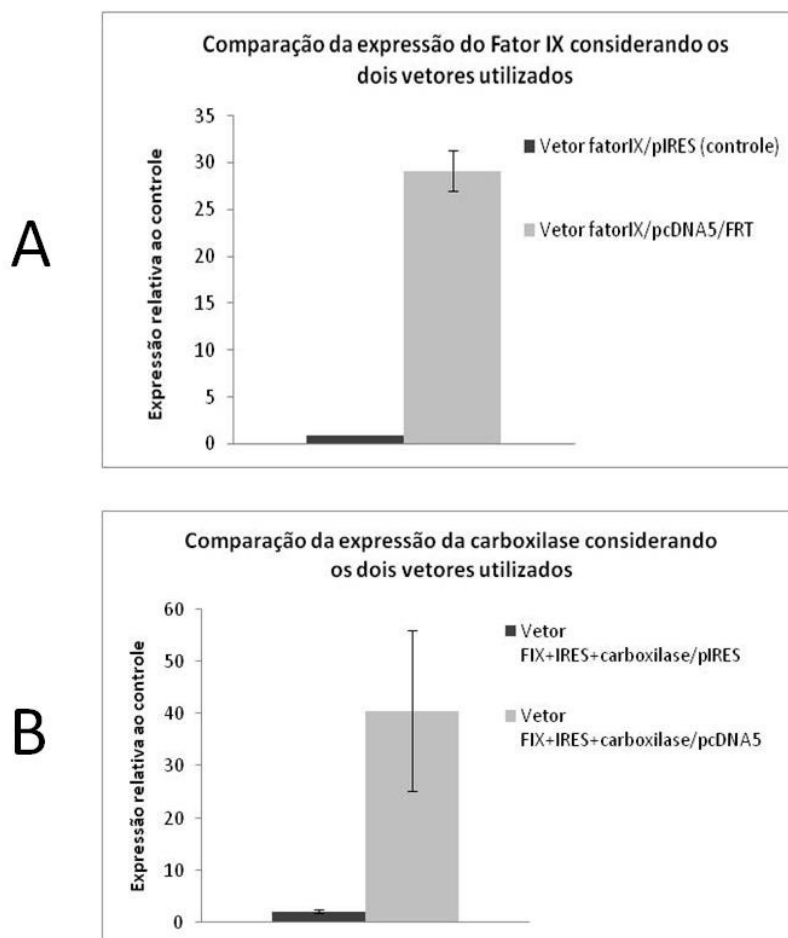 A
Comparação da expressão do Fator IX considerando os
dois vetores utilizados
Expressão relativa ao controle
35
30
25
20
15
10
5
0
Vetor fatorIX/pIRES (controle)
Vetor fatorIX/pcDNA5/FRT
B
Comparação da expressão da carboxilase considerando
os dois vetores utilizados
Expressão relativa ao controle
60
50
40
30
20
10
0
Vetor
FIX+IRES+carboxilase/pIRES
Vetor
FIX+IRES+carboxilase/pcDNA5